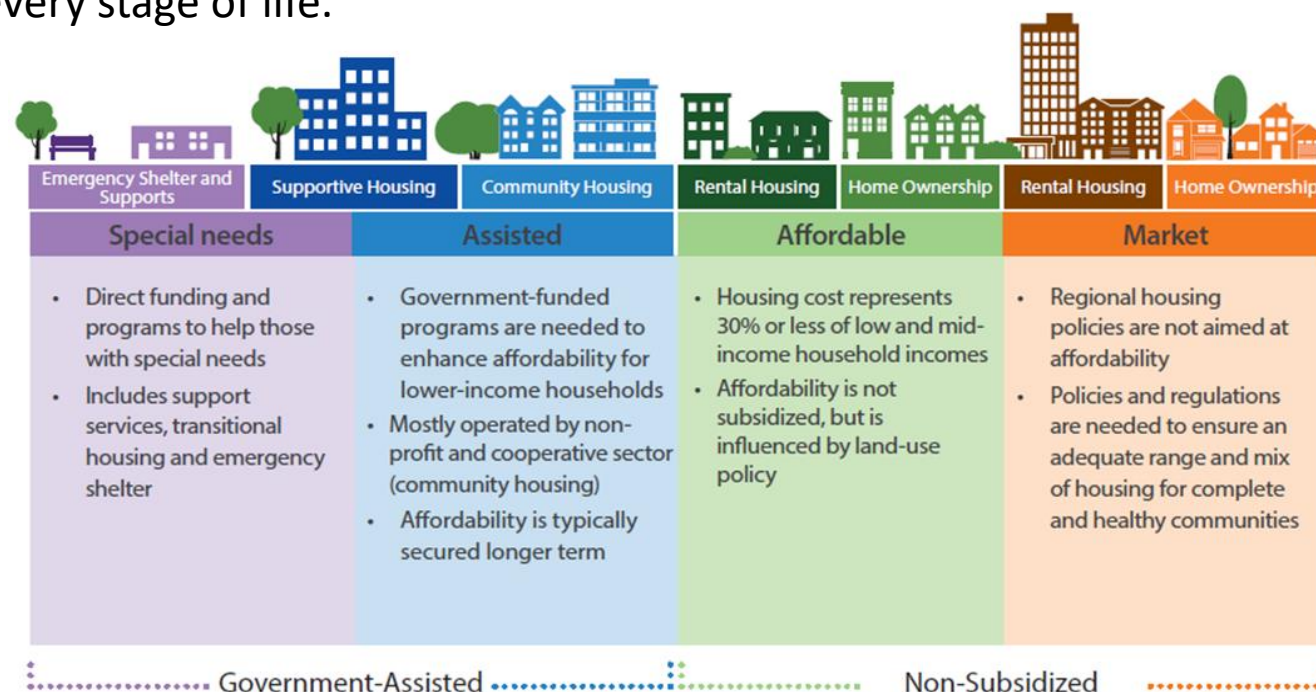 every stage of life.
Emergency Shelter and
Supports
Supportive Housing
Community Housing
Rental Housing
Home Ownership
Rental Housing
Home Ownership
Special needs
Assisted
Affordable
Market
• Direct funding and
programs to help those
with special needs
• Includes support
services, transitional
housing and emergency
shelter
• Government-funded
programs are needed to
enhance affordability for
lower-income households
• Mostly operated by non-
profit and cooperative sector
(community housing)
• Affordability is typically
secured longer term
• Housing cost represents
30% or less of low and mid-
income household incomes
• Affordability is not
subsidized, but is
influenced by land-use
policy
• Regional housing
policies are not aimed at
affordability
• Policies and regulations
are needed to ensure an
adequate range and mix
of housing for complete
and healthy communities
Government-Assisted
Non-Subsidized